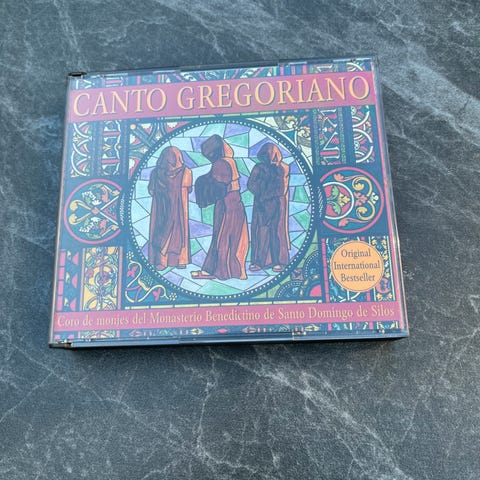 CANTO GREGORIANO
Original
International
Bestseller
Coro de monjes del Monasterio Benedictino de Santo Domingo de Silos